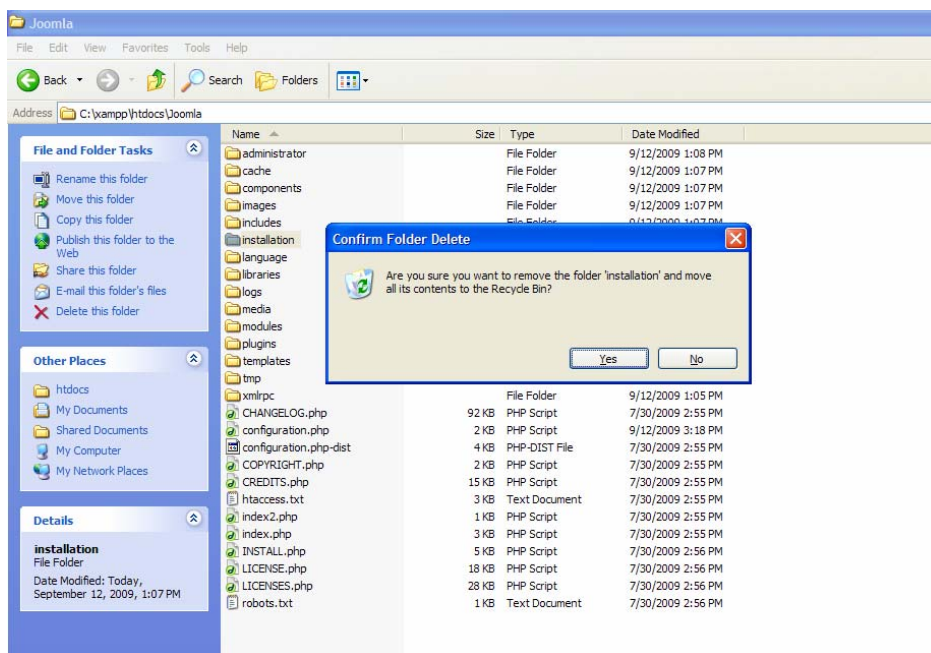 Joomla
File Edit View Favorites Tools Help
Back Search Folders
Address C:\xampp\htdocs\Joomla
File and Folder Tasks
Rename this folder
Move this folder
Copy this folder
Publish this folder to the
Web
Share this folder
E-mail this folder's files
Delete this folder
Other Places
htdocs
My Documents
Shared Documents
My Computer
My Network Places
Details
installation
File Folder
Date Modified: Today,
September 12, 2009, 1:07 PM
Name Size Type Date Modified
administrator File Folder 9/12/2009 1:08 PM
cache File Folder 9/12/2009 1:07 PM
components File Folder 9/12/2009 1:07 PM
images File Folder 9/12/2009 1:07 PM
includes File Folder 9/12/2009 1:07 PM
installation
language
libraries
logs
media
modules
plugins
templates
tmp
xmlrpc File Folder 9/12/2009 1:05 PM
CHANGELOG.php 92 KB PHP Script 7/30/2009 2:55 PM
configuration.php 2 KB PHP Script 9/12/2009 3:18 PM
configuration.php-dist 4 KB PHP-DIST File 7/30/2009 2:55 PM
COPYRIGHT.php 2 KB PHP Script 7/30/2009 2:55 PM
CREDITS.php 15 KB PHP Script 7/30/2009 2:55 PM
htaccess.txt 3 KB Text Document 7/30/2009 2:55 PM
index2.php 1 KB PHP Script 7/30/2009 2:55 PM
index.php 3 KB PHP Script 7/30/2009 2:55 PM
INSTALL.php 5 KB PHP Script 7/30/2009 2:56 PM
LICENSE.php 18 KB PHP Script 7/30/2009 2:56 PM
LICENSES.php 28 KB PHP Script 7/30/2009 2:56 PM
robots.txt 1 KB Text Document 7/30/2009 2:56 PM
Confirm Folder Delete
Are you sure you want to remove the folder 'installation' and move
all its contents to the Recycle Bin?
Yes No